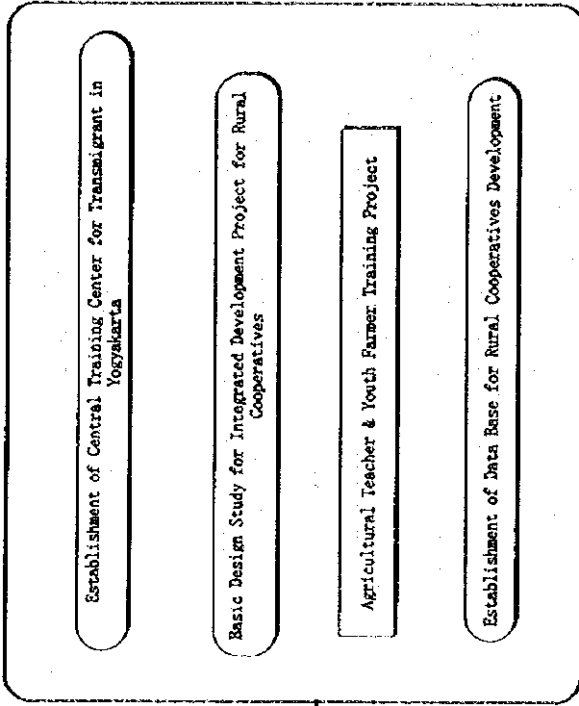 Establishment of Central Training Center for Transmigrant in
Yogyakarta
Basic Design Study for Integrated Development Project for Rural
Cooperatives
Agricultural Teacher & Youth Farmer Training Project
Establishment of Data Base for Rural Cooperatives Development